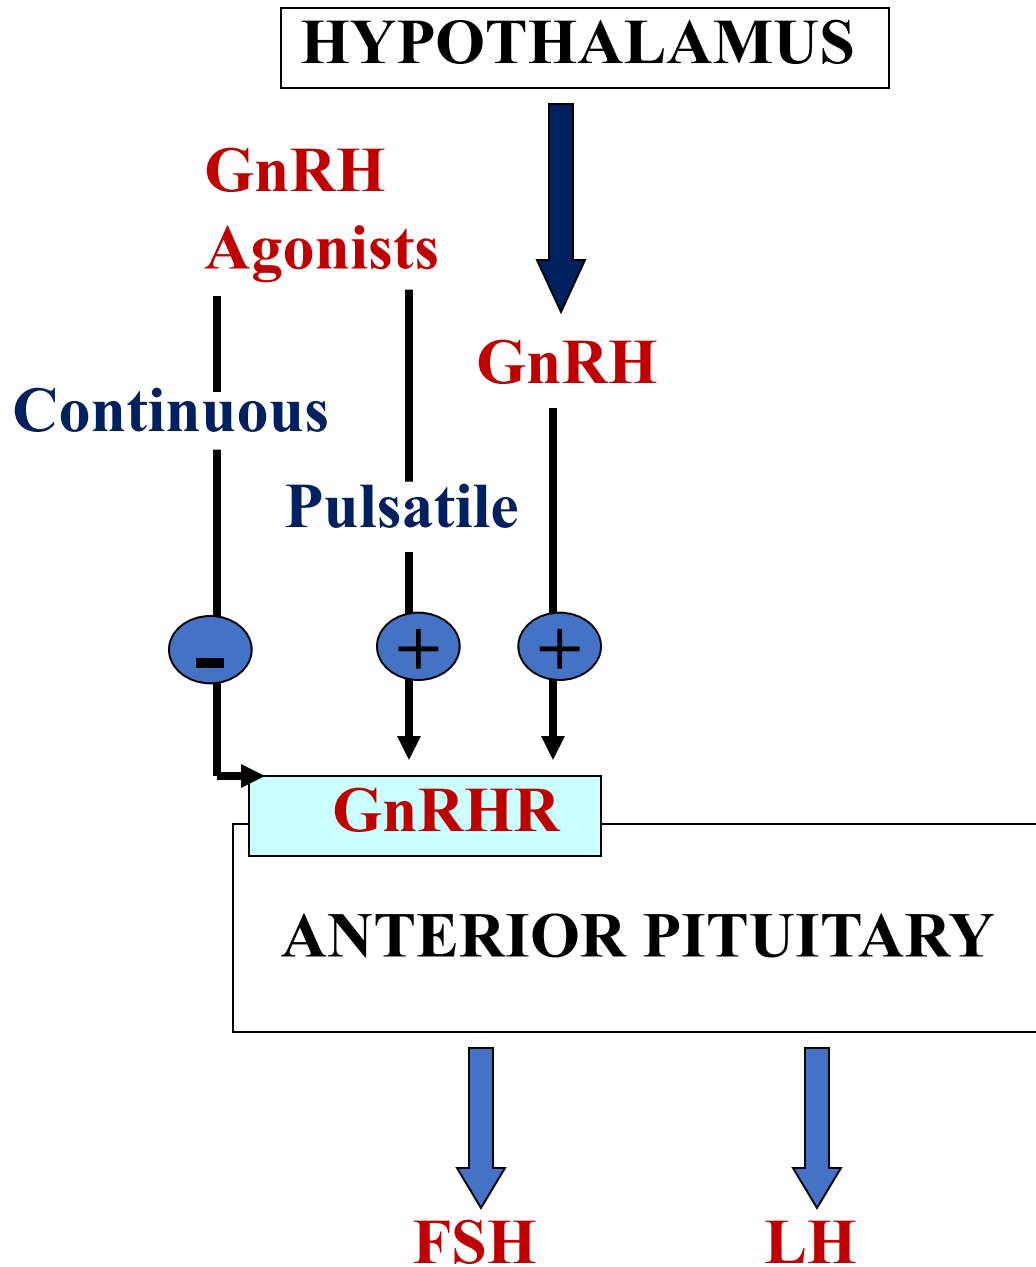 HYPOTHALAMUS
GnRH
Agonists
GnRH
Continuous
Pulsatile
-
+
+
GnRHR
ANTERIOR PITUITARY
FSH
LH